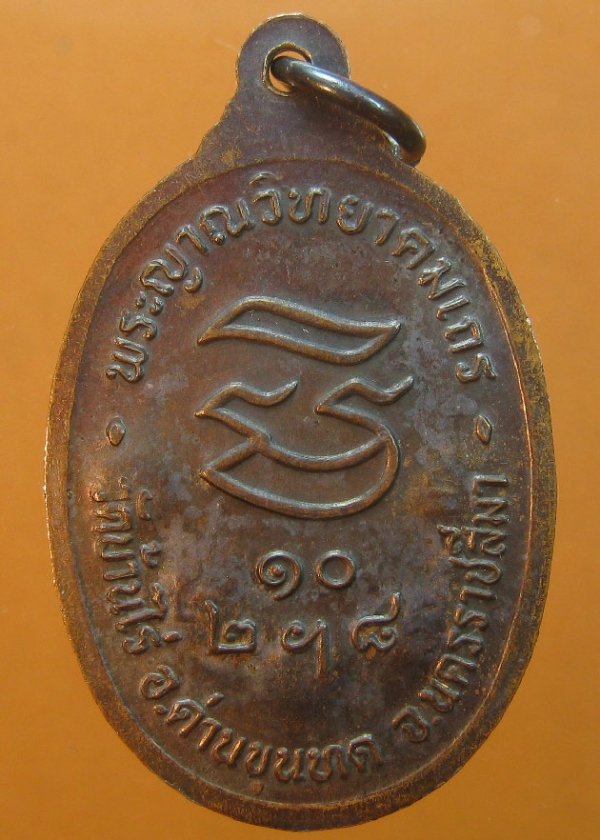 พระญาณวิทยาคมเถร
๑๐
๒ ๓ ๘
วัดบ้านไร่ อ.ด่านขุนทด จ.นครราชสีมา